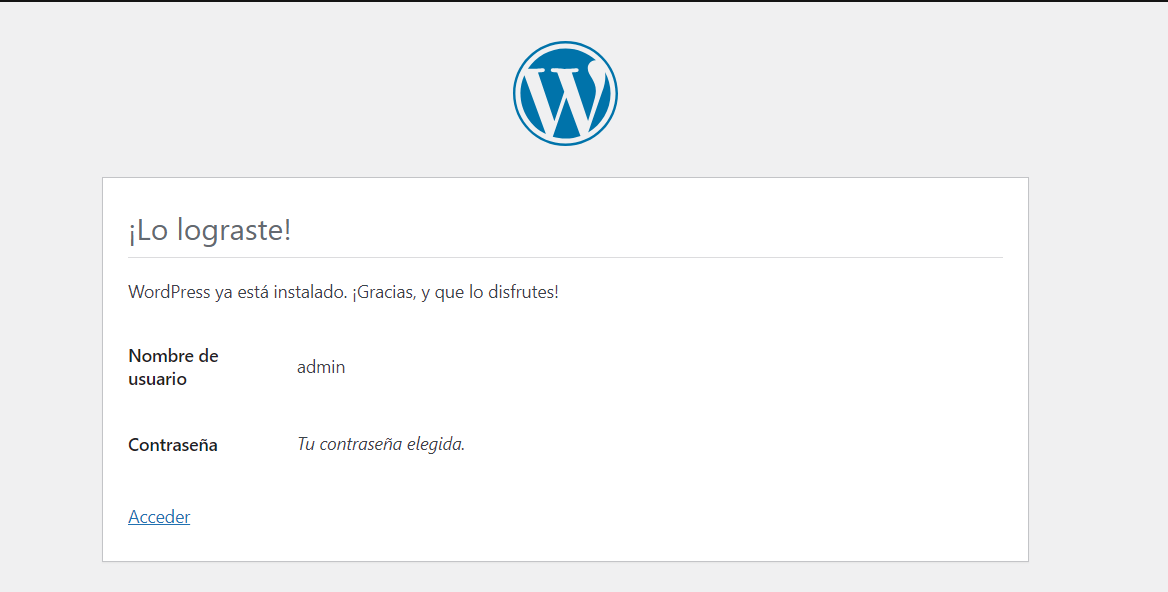 ¡Lo lograste!
WordPress ya está instalado. ¡Gracias, y que lo disfrutes!
Nombre de
usuario
admin
Contraseña
Tu contraseña elegida.
Acceder